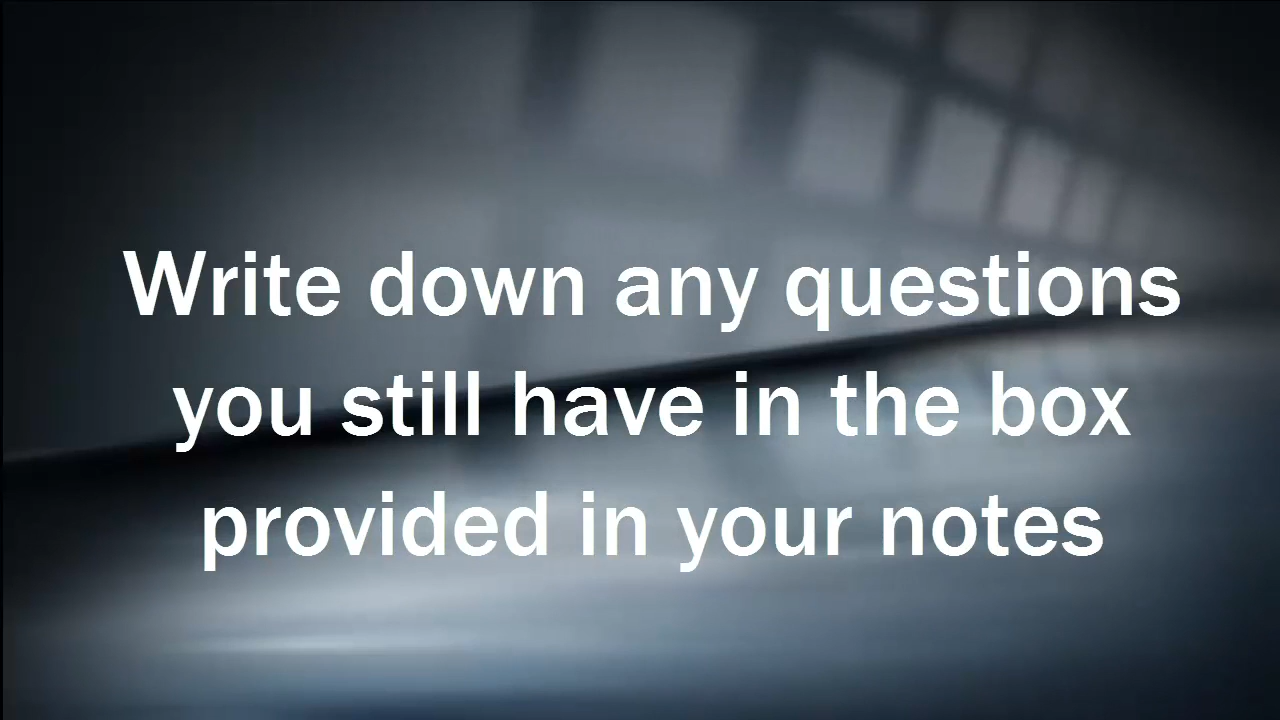 Write down any questions
you still have in the box
provided in your notes